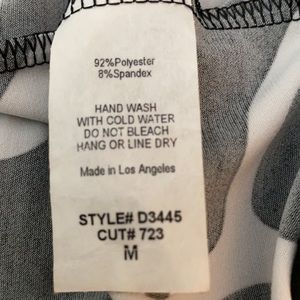 92%Polyester
8%Spandex
HAND WASH
WITH COLD WATER
DO NOT BLEACH
HANG OR LINE DRY
Made in Los Angeles
STYLE# D3445
CUT# 723
M